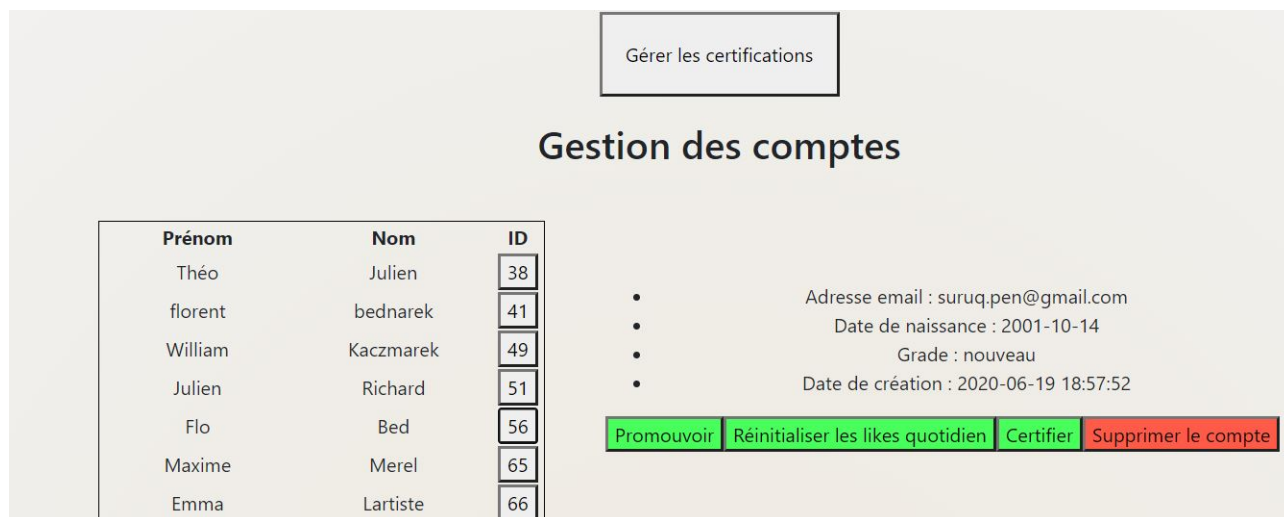 Gérer les certifications
Gestion des comptes
Prénom Nom ID
Théo Julien 38
florent bednarek 41
William Kaczmarek 49
Julien Richard 51
Flo Bed 56
Maxime Merel 65
Emma Lartiste 66
Adresse email : suruq.pen@gmail.com
Date de naissance : 2001-10-14
Grade : nouveau
Date de création : 2020-06-19 18:57:52
Promouvoir Réinitialiser les likes quotidien Certifier Supprimer le compte